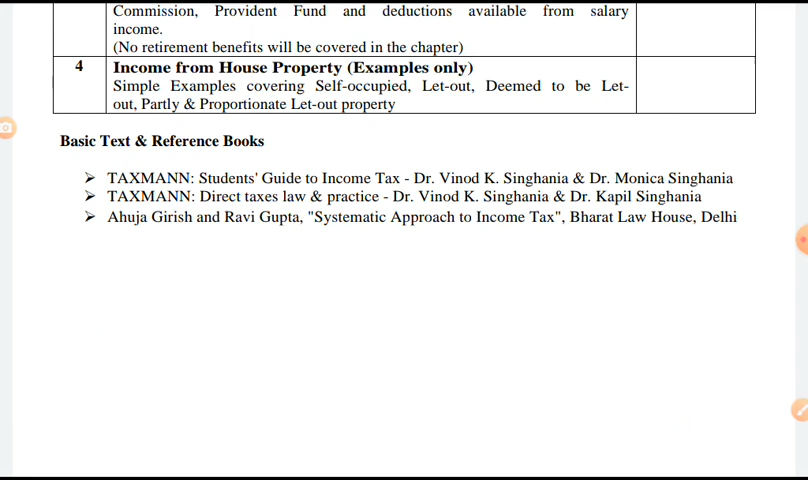 Commission, Provident Fund and deductions available from salary
income.
(No retirement benefits will be covered in the chapter)
4 Income from House Property (Examples only)
Simple Examples covering Self-occupied, Let-out, Deemed to be Let-
out, Partly & Proportionate Let-out property
Basic Text & Reference Books
➢ TAXMANN: Students' Guide to Income Tax - Dr. Vinod K. Singhania & Dr. Monica Singhania
➢ TAXMANN: Direct taxes law & practice - Dr. Vinod K. Singhania & Dr. Kapil Singhania
➢ Ahuja Girish and Ravi Gupta, "Systematic Approach to Income Tax", Bharat Law House, Delhi